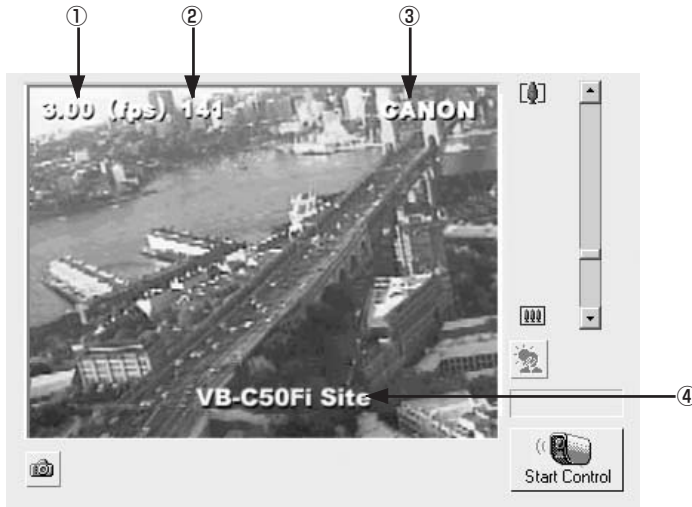 ① ② ③
3.00 (fps) 141 CANON
VB-C50Fi Site
④
Start Control